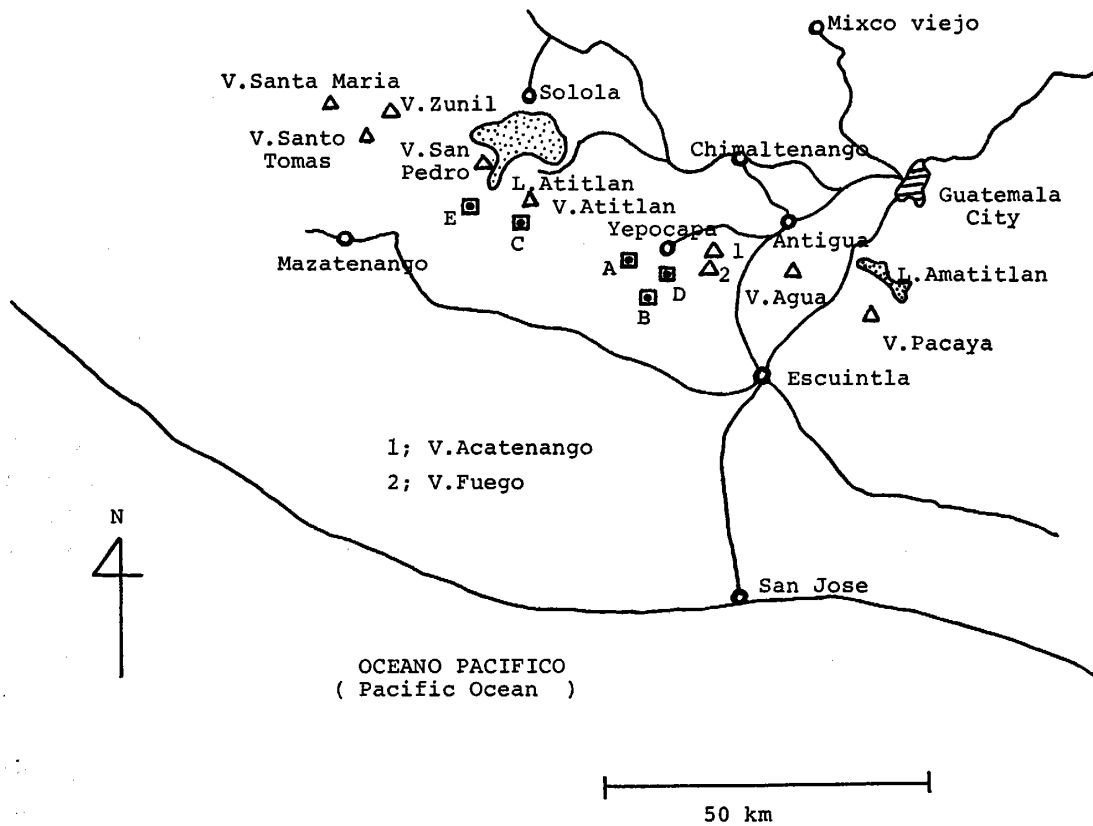 Mixco viejo
V.Santa Maria
V.Zunil
Solola
V.Santo
Tomas
V.San
Pedro
Chimaltenango
L.Atitlan
V.Atitlan
Guatemala
City
E
C
Yepocapa
Antigua
1
Mazatenango
A
2
L.Amatitlan
D
V.Agua
B
V.Pacaya
Escuintla
1; V.Acatenango
2; V.Fuego
N
San Jose
OCEANO PACIFICO
( Pacific Ocean )
50 km